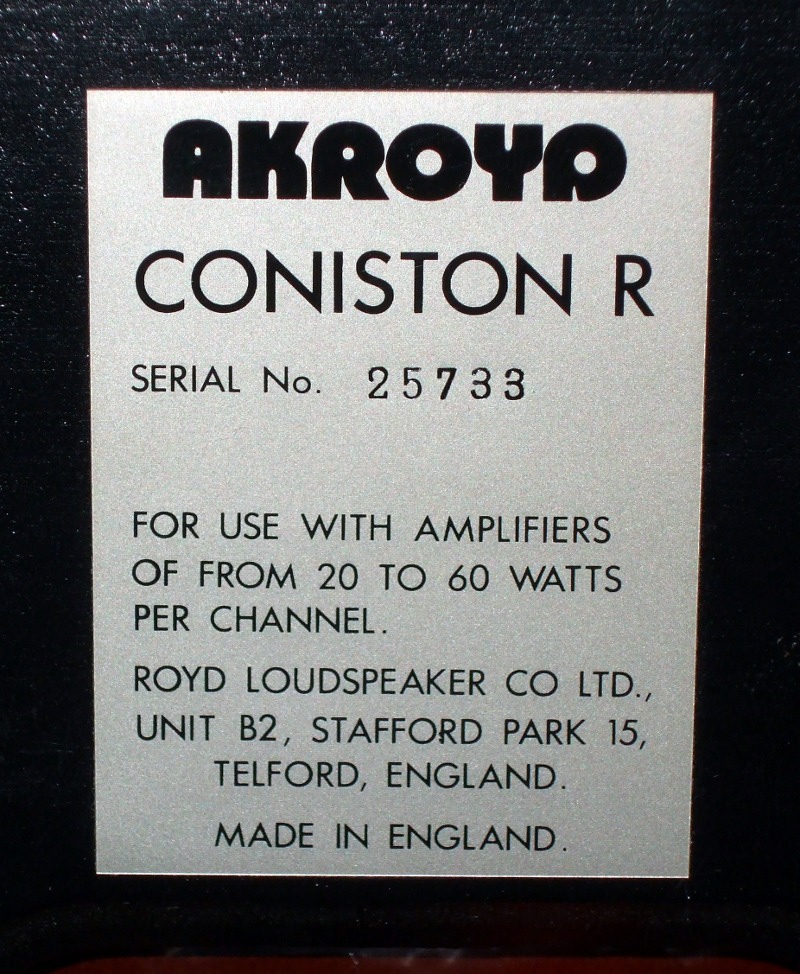 AKROYD
CONISTON R
SERIAL No. 25733
FOR USE WITH AMPLIFIERS
OF FROM 20 TO 60 WATTS
PER CHANNEL.
ROYD LOUDSPEAKER CO LTD.,
UNIT B2, STAFFORD PARK 15,
TELFORD, ENGLAND.
MADE IN ENGLAND.